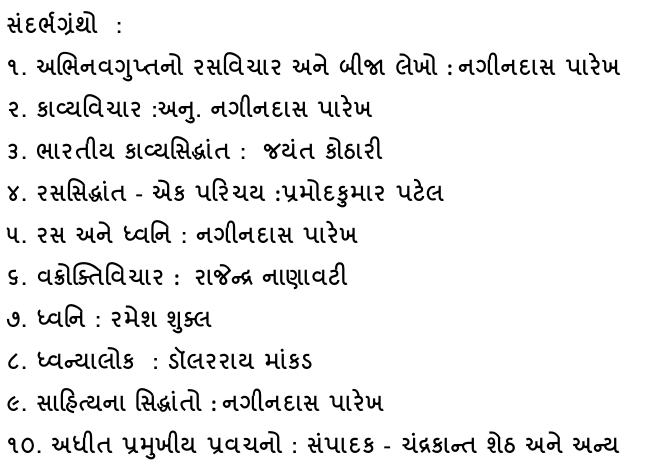 સંદર્ભગ્રંથો :
૧. અભિનવગુપ્તનો રસવિચાર અને બીજા લેખો : નગીનદાસ પારેખ
૨. કાવ્યવિચાર :અનુ. નગીનદાસ પારેખ
૩. ભારતીય કાવ્યસિદ્ધાંત : જયંત કોઠારી
૪. રસસિદ્ધાંત - એક પરિચય :પ્રમોદકુમાર પટેલ
૫. રસ અને ધ્વનિ : નગીનદાસ પારેખ
૬. વક્રોક્તિવિચાર : રાજેન્દ્ર નાણાવટી
૭. ધ્વનિ : રમેશ શુક્લ
૮. ધ્વન્યાલોક : ડૉલરરાય માંકડ
૯. સાહિત્યના સિદ્ધાંતો : નગીનદાસ પારેખ
૧૦. અધીત પ્રમુખીય પ્રવચનો : સંપાદક - ચંદ્રકાન્ત શેઠ અને અન્ય